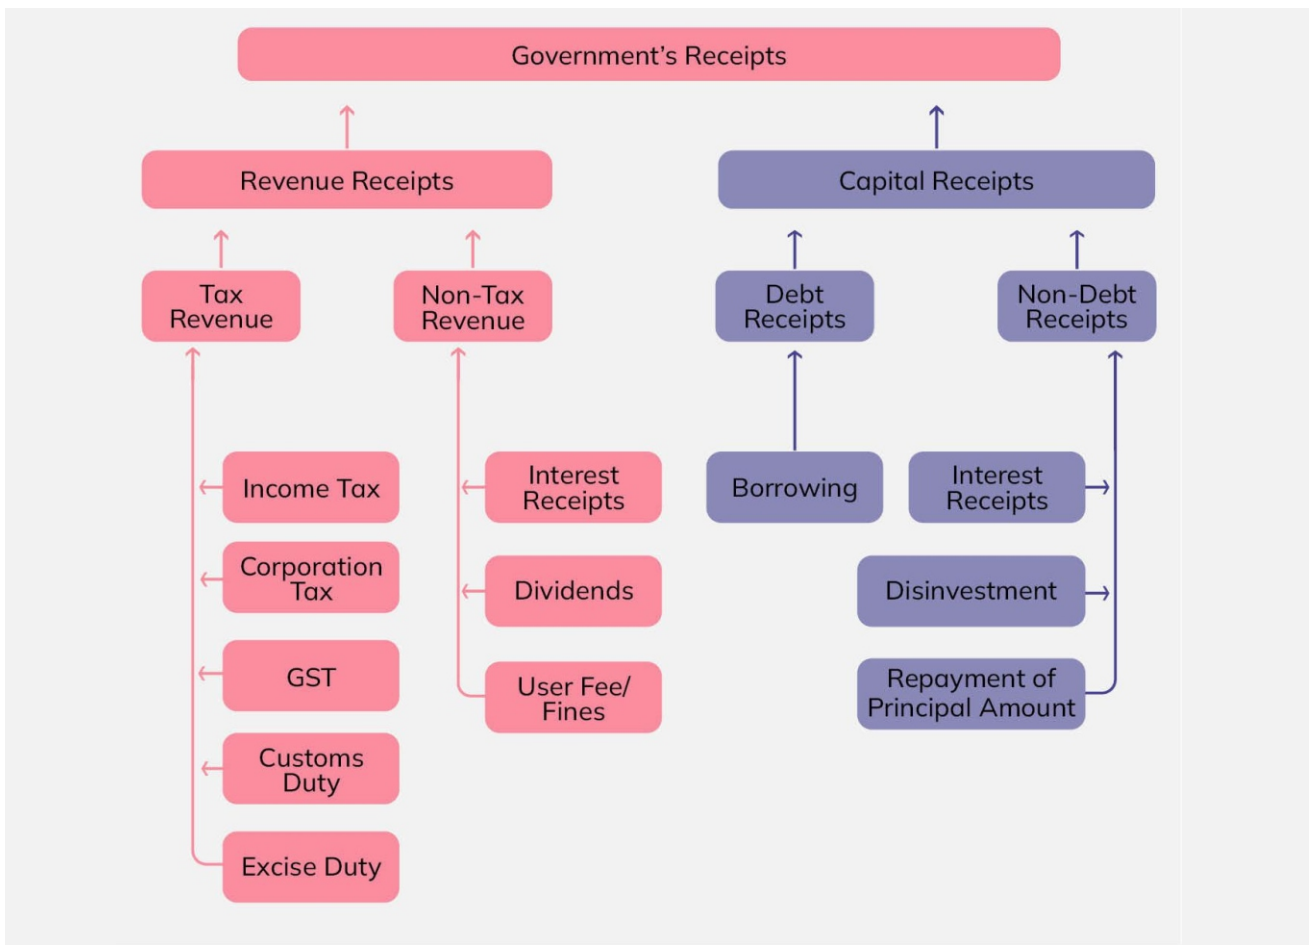 Government’s Receipts
Revenue Receipts
Capital Receipts
Tax
Revenue
Non-Tax
Revenue
Debt
Receipts
Non-Debt
Receipts
Income Tax
Interest
Receipts
Borrowing
Interest
Receipts
Corporation
Tax
Dividends
Disinvestment
GST
User Fee/
Fines
Repayment of
Principal Amount
Customs
Duty
Excise Duty